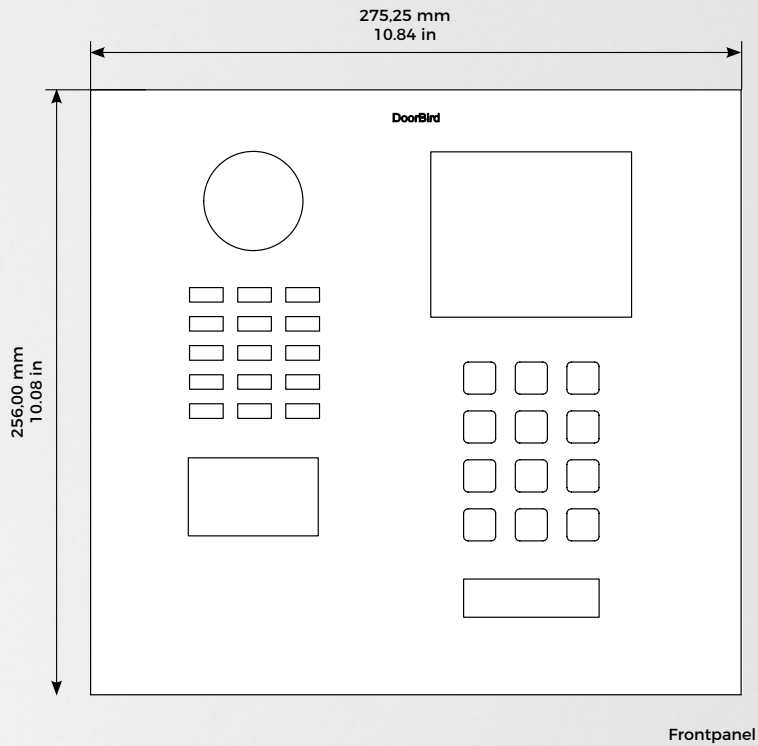 275,25 mm
10.84 in
DoorBird
256,00 mm
10.08 in
Frontpanel